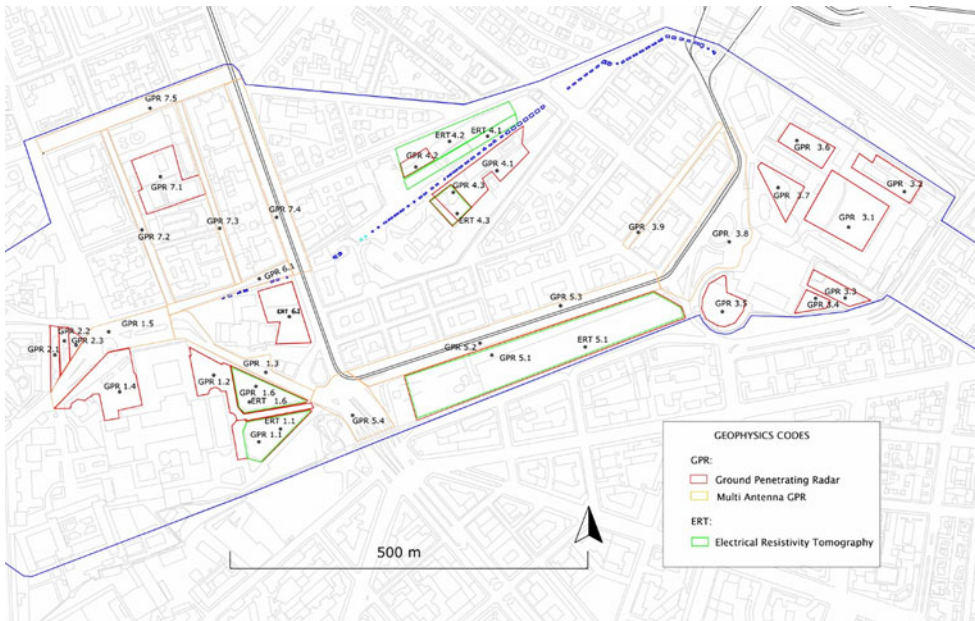 GPR 7.5
ERT 4.2
ERT 4.1
GPR 3.6
GPR 4.2
GPR 4.1
GPR 7.1
GPR 3.2
GPR 4.3
GPR 3.7
ERT 4.3
GPR 7.4
GPR 3.1
GPR 7.3
GPR 7.2
GPR 3.9
GPR 3.8
GPR 6.1
GPR 5.3
GPR 3.3
GPR 3.5
GPR 1.5
GPR 2.2
GPR 2.3
GPR 2.1
GPR 5.2
ERT 5.1
GPR 5.1
GPR 1.3
GPR 1.2
GPR 1.4
GPR 1.6
ERT 1.6
GPR 5.4
ERT 1.1
GPR 1.1
GEOPHYSICS CODES
GPR:
Ground Penetrating Radar
Multi Antenna GPR
ERT:
Electrical Resistivity Tomography
500 m